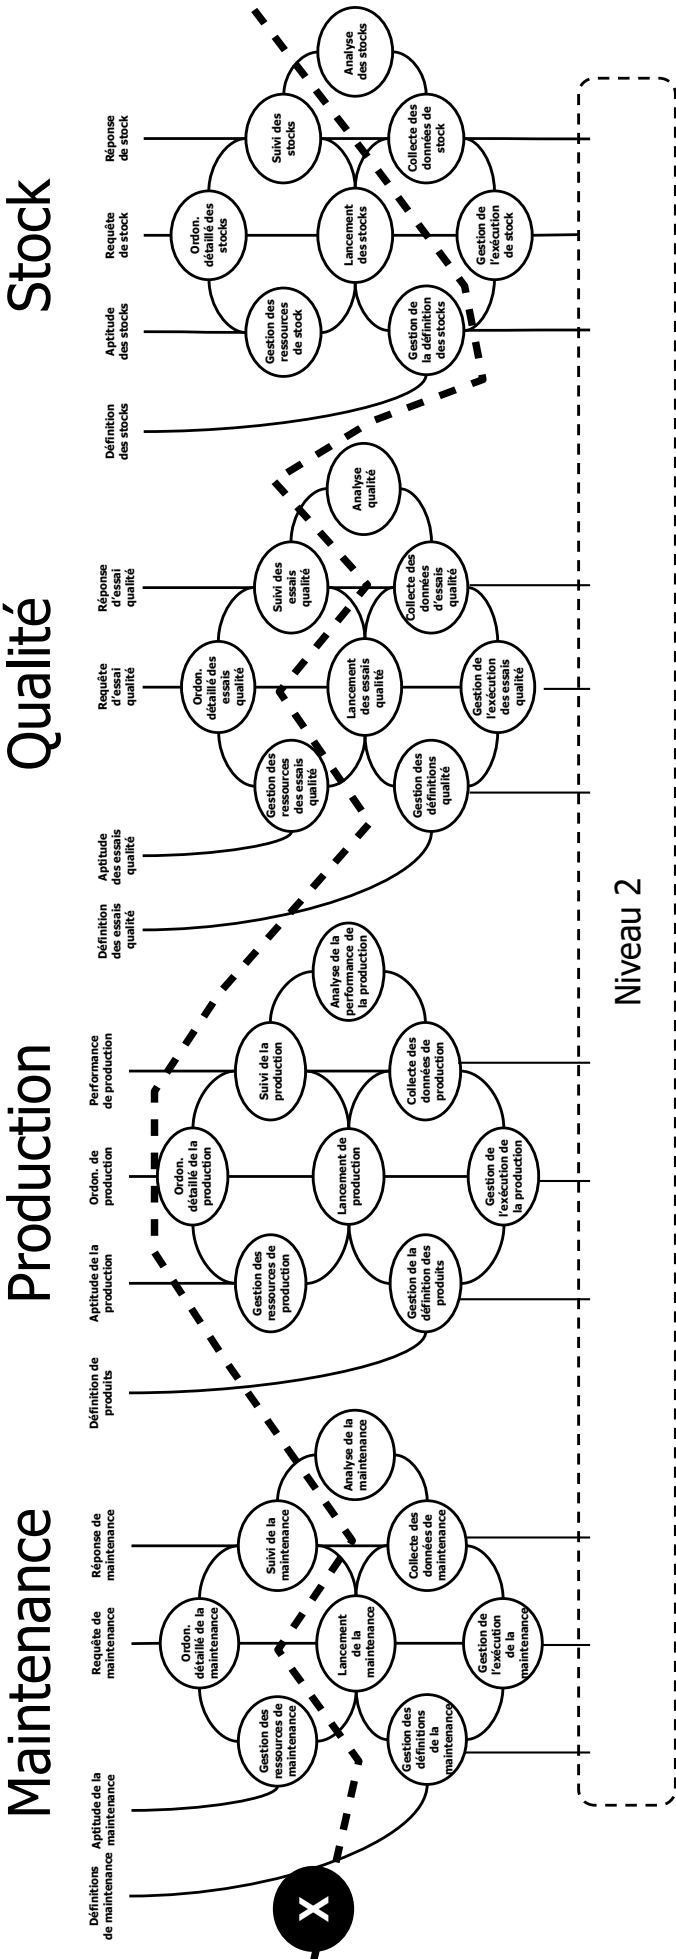 Maintenance
Production
Qualité
Stock
Définitions
de maintenance
Aptitude de la
maintenance
Requête de
maintenance
Réponse de
maintenance
Définition de
produits
Aptitude de la
production
Ordon. de
production
Performance
de production
Définition
des essais
qualité
Aptitude
des essais
qualité
Requête
d'essai
qualité
Réponse
d'essai
qualité
Définition
des stocks
Aptitude
des stocks
Requête
de stock
Réponse
de stock
Ordon.
détaillé de la
maintenance
Gestion des
ressources de
maintenance
Suivi de la
maintenance
Lancement
de la
maintenance
Analyse de la
maintenance
Gestion des
définitions
de la
maintenance
Collecte des
données de
maintenance
Gestion de
l'exécution
de la
maintenance
Ordon.
détaillé de la
production
Gestion des
ressources de
production
Suivi de la
production
Lancement de
production
Analyse de la
performance de
la production
Gestion de la
définition des
produits
Collecte des
données de
production
Gestion de
l'exécution de
la production
Ordon.
détaillé des
essais
qualité
Gestion des
ressources
des essais
qualité
Suivi des
essais
qualité
Lancement
des essais
qualité
Analyse
qualité
Gestion des
définitions
qualité
Collecte des
données
d'essais
qualité
Gestion de
l'exécution
des essais
qualité
Ordon.
détaillé des
stocks
Gestion des
ressources
de stock
Suivi des
stocks
Lancement
des stocks
Analyse
des stocks
Gestion de
la définition
des stocks
Collecte des
données de
stock
Gestion de
l'exécution
de stock
X
Niveau 2